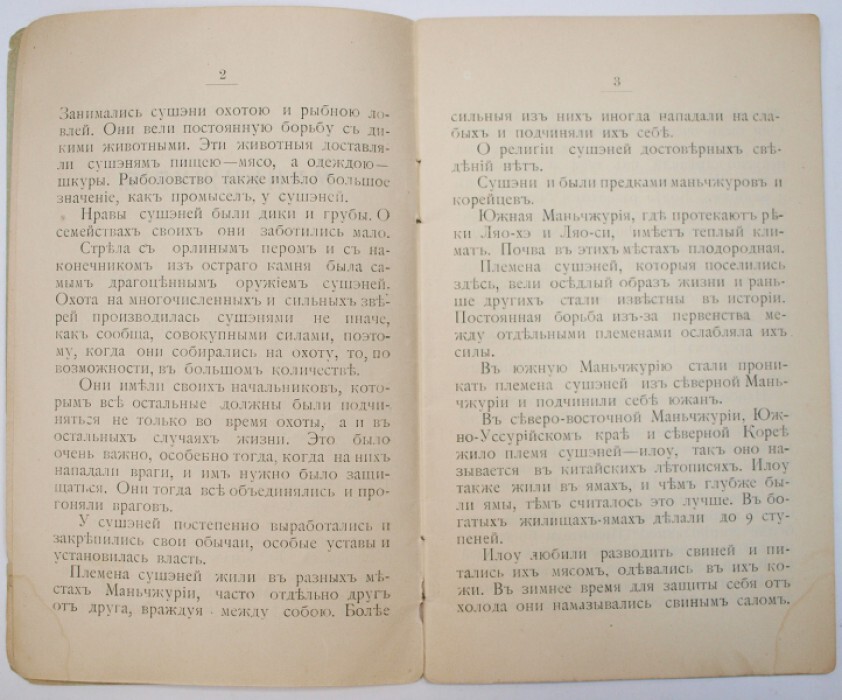 2
Занимались сушэни охотою и рыбною ло-
влей. Они вели постоянную борьбу съ ди-
кими животными. Эти животныя доставля-
ли сушэнямъ пищею—мясо, а одеждою—
шкуры. Рыболовство также имѣло большое
значеніе, какъ промыселъ, у сушэней.
Нравы сушэней были дики и грубы. О
семействахъ своихъ они заботились мало.
Стрѣла съ орлинымъ перомъ и съ на-
конечникомъ изъ остраго камня была са-
мымъ драгоцѣннымъ оружіемъ сушэней.
Охота на многочисленныхъ и сильныхъ звѣ-
рей производилась сушэнями не иначе,
какъ сообща, совокупными силами, поэто-
му, когда они собирались на охоту, то, по
возможности, въ большомъ количествѣ.
Они имѣли своихъ начальниковъ, кото-
рымъ всѣ остальные должны были подчи-
няться не только во время охоты, а и въ
остальныхъ случаяхъ жизни. Это было
очень важно, особенно тогда, когда на нихъ
нападали враги, и имъ нужно было защи-
щаться. Они тогда всѣ объединялись и про-
гоняли враговъ.
У сушэней постепенно выработались и
закрѣпились свои обычаи, особые уставы и
установилась власть.
Племена сушэней жили въ разныхъ мѣ-
стахъ Маньчжуріи, часто отдѣльно другъ
отъ друга, враждуя между собою. Болѣе
3
сильныя изъ нихъ иногда нападали на сла-
быхъ и подчиняли ихъ себѣ.
О религіи сушэней достовѣрныхъ свѣ-
дѣній нѣтъ.
Сушэни и были предками маньчжуровъ и
корейцевъ.
Южная Маньчжурія, гдѣ протекаютъ рѣ-
ки Ляо-хэ и Ляо-си, имѣетъ теплый кли-
матъ. Почва въ этихъ мѣстахъ плодородная.
Племена сушэней, которыя поселились
здѣсь, вели осѣдлый образъ жизни и рань-
ше другихъ стали извѣстны въ исторіи.
Постоянная борьба изъ-за первенства ме-
жду отдѣльными племенами ослабляла ихъ
силы.
Въ южную Маньчжурію стали прони-
кать племена сушэней изъ сѣверной Мань-
чжуріи и подчинили себѣ южанъ.
Въ сѣверо-восточной Маньчжуріи, Юж-
но-Уссурійскомъ краѣ и сѣверной Кореѣ
жило племя сушэней—илоу, такъ оно на-
зывается въ китайскихъ лѣтописяхъ. Илоу
также жили въ ямахъ, и чѣмъ глубже бы-
ли ямы, тѣмъ считалось это лучше. Въ бо-
гатыхъ жилищахъ-ямахъ дѣлали до 9 сту-
пеней.
Илоу любили разводить свиней и пи-
тались ихъ мясомъ, одѣвались въ ихъ ко-
жи. Въ зимнее время для защиты себя отъ
холода они намазывались свинымъ саломъ.